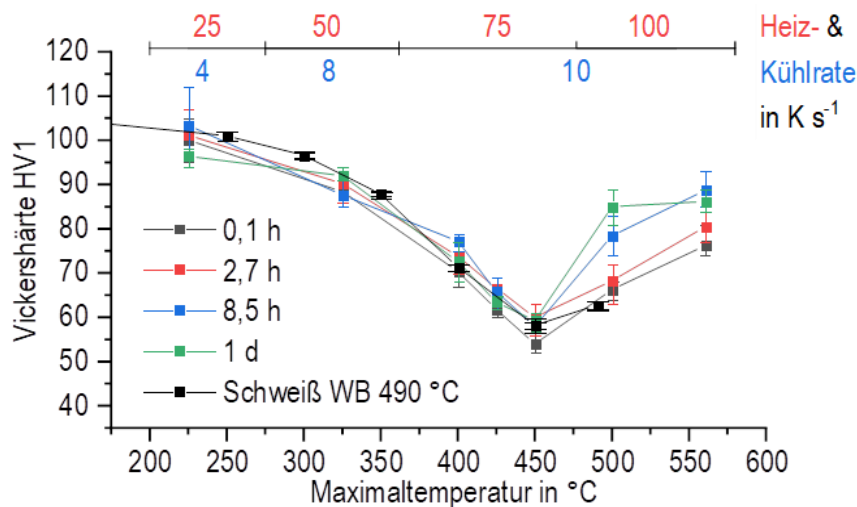 25 50 75 100 Heiz- &
4 8 10 Kühlrate
in K s⁻¹
120
110
100
90
80
70
60
50
40
Vickershärte HV1
0,1 h
2,7 h
8,5 h
1 d
Schweiß WB 490 °C
200 250 300 350 400 450 500 550 600
Maximaltemperatur in °C